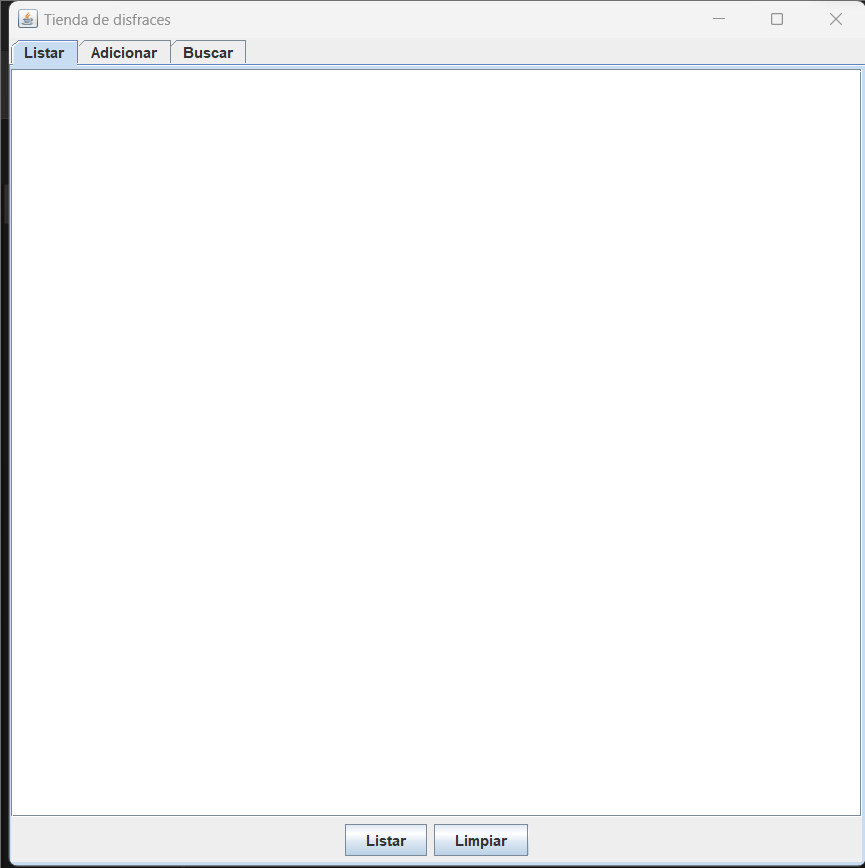 Tienda de disfraces
Listar Adicionar Buscar
Listar Limpiar